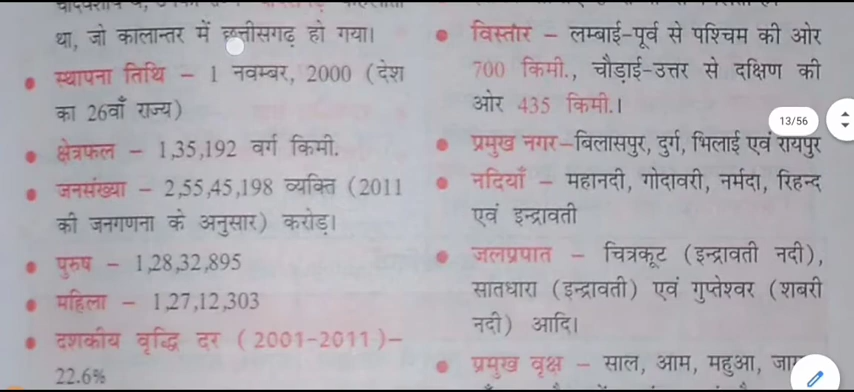 था, जो कालान्तर में छत्तीसगढ़ हो गया।
स्थापना तिथि – 1 नवम्बर, 2000 (देश
का 26वाँ राज्य)
क्षेत्रफल – 1,35,192 वर्ग किमी.
जनसंख्या – 2,55,45,198 व्यक्ति (2011
की जनगणना के अनुसार) करोड़।
पुरुष – 1,28,32,895
महिला – 1,27,12,303
दशकीय वृद्धि दर (2001-2011)–
22.6%
विस्तार – लम्बाई-पूर्व से पश्चिम की ओर
700 किमी., चौड़ाई-उत्तर से दक्षिण की
ओर 435 किमी.।
13/56
प्रमुख नगर–बिलासपुर, दुर्ग, भिलाई एवं रायपुर
नदियाँ – महानदी, गोदावरी, नर्मदा, रिहन्द
एवं इन्द्रावती
जलप्रपात – चित्रकूट (इन्द्रावती नदी),
सातधारा (इन्द्रावती) एवं गुप्तेश्वर (शबरी
नदी) आदि।
प्रमुख वृक्ष – साल, आम, महुआ,